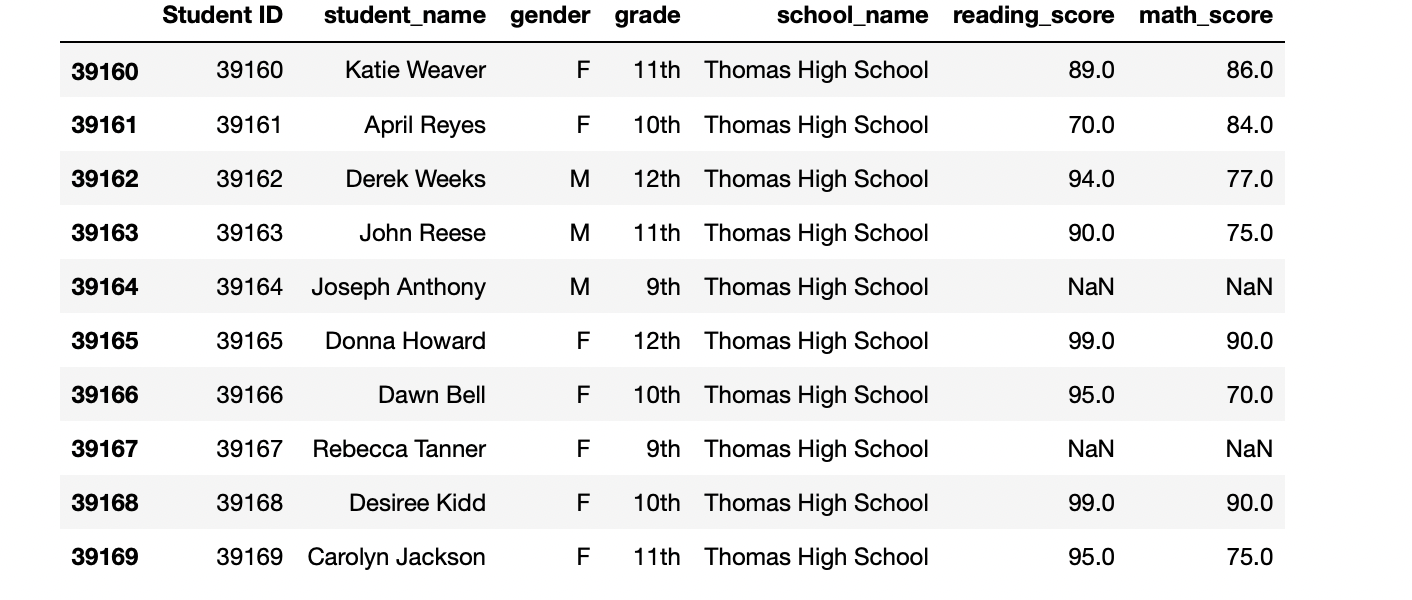 Student ID student_name gender grade school_name reading_score math_score
39160 39160 Katie Weaver F 11th Thomas High School 89.0 86.0
39161 39161 April Reyes F 10th Thomas High School 70.0 84.0
39162 39162 Derek Weeks M 12th Thomas High School 94.0 77.0
39163 39163 John Reese M 11th Thomas High School 90.0 75.0
39164 39164 Joseph Anthony M 9th Thomas High School NaN NaN
39165 39165 Donna Howard F 12th Thomas High School 99.0 90.0
39166 39166 Dawn Bell F 10th Thomas High School 95.0 70.0
39167 39167 Rebecca Tanner F 9th Thomas High School NaN NaN
39168 39168 Desiree Kidd F 10th Thomas High School 99.0 90.0
39169 39169 Carolyn Jackson F 11th Thomas High School 95.0 75.0